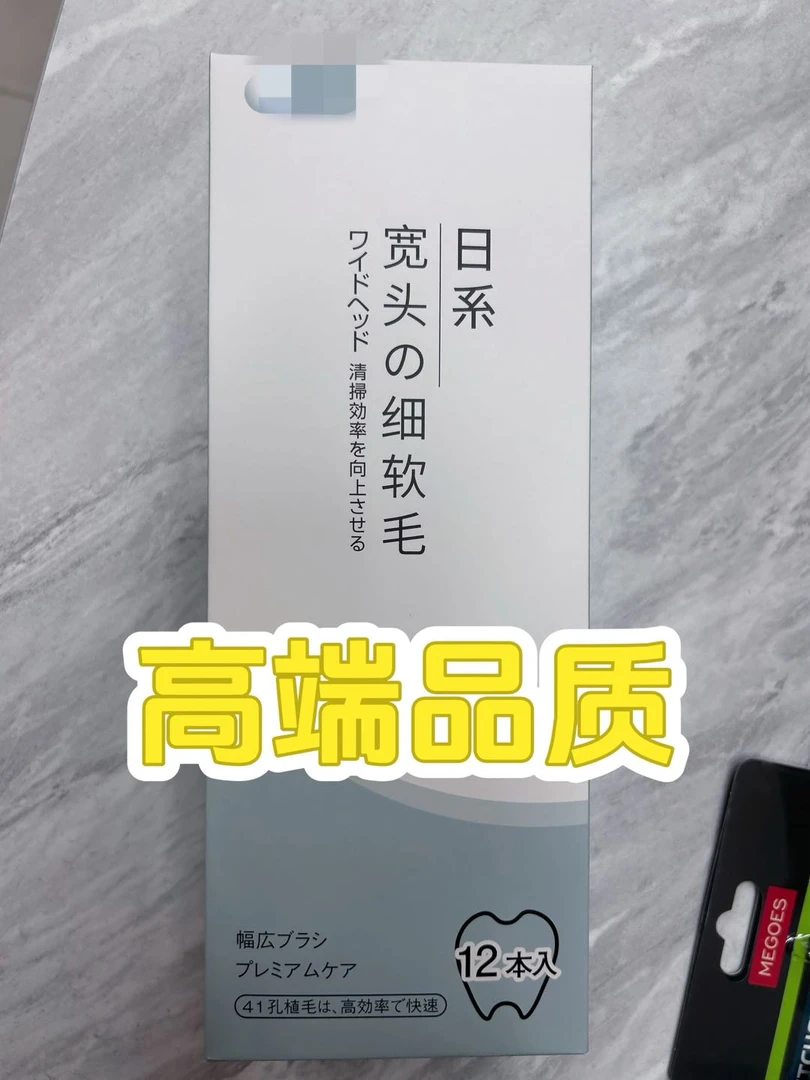 日系
宽头の细软毛
ワイドヘッド 清掃効率を向上させる
高端品质
幅広ブラシ
プレミアムケア
41孔植毛は、高効率で快速
12本入
MEGOES